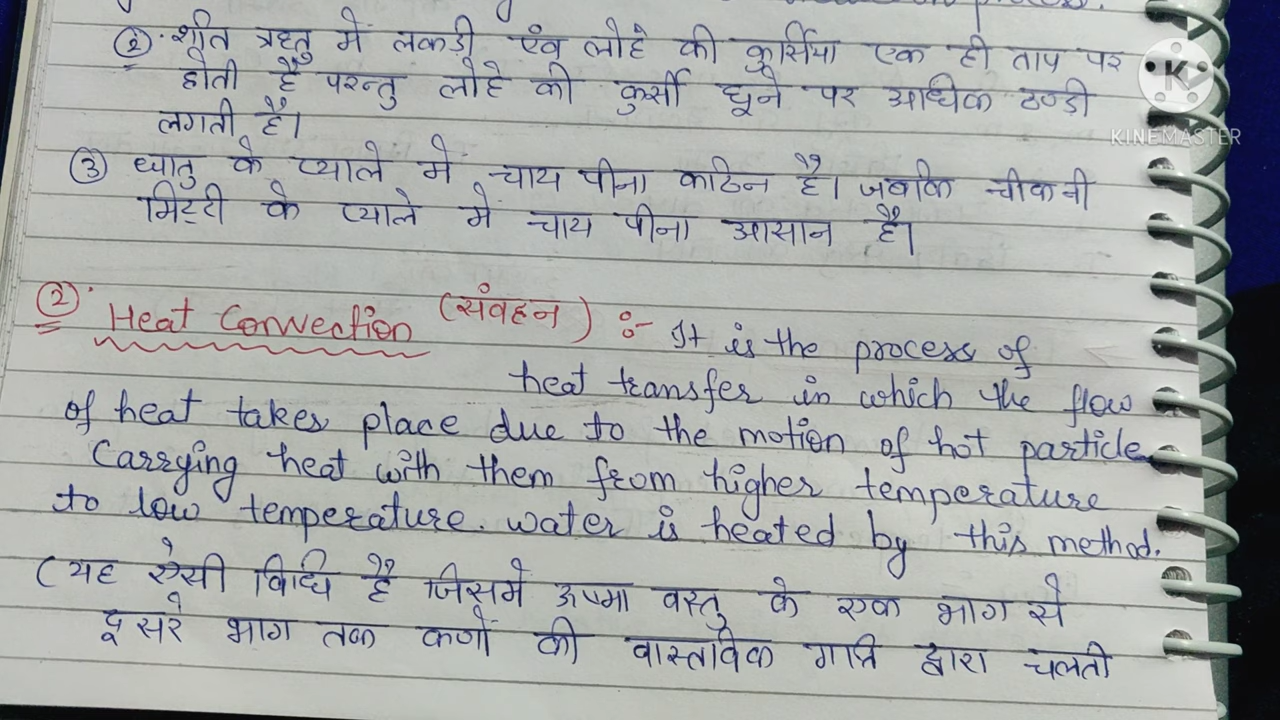 process.
② शीत ऋतु में लकड़ी एंव लोहे की कुर्सिया एक ही ताप पर
होती है परन्तु लोहे की कुर्सी छूने पर अधिक ठण्डी
लगती है।
③ धातु के प्याले में चाय पीना कठिन है। जबकि चीकनी
मिट्टी के प्याले में चाय पीना आसान है।
② Heat Convection (संवहन) :- It is the process of
heat transfer in which the flow
of heat takes place due to the motion of hot particle
Carrying heat with them from higher temperature
to low temperature. water is heated by this method.
(यह ऐसी विधि है जिसमें ऊष्मा वस्तु के एक भाग से
दूसरे भाग तक कणों की वास्तविक गति द्वारा चलती
K
KINEMASTER